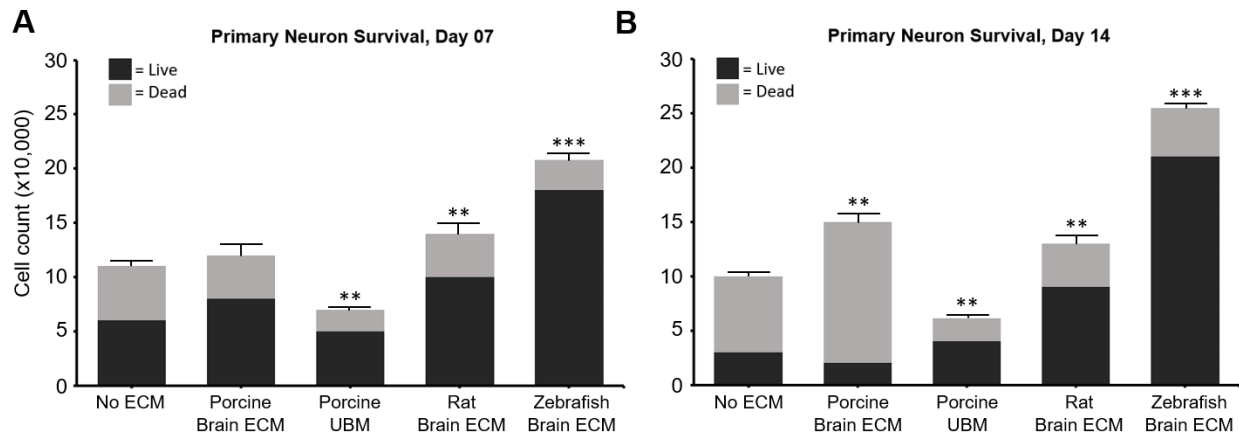 A
Primary Neuron Survival, Day 07
= Live
= Dead
Cell count (x10,000)
30
25
20
15
10
5
0
**
**
***
No ECM
Porcine
Brain ECM
Porcine
UBM
Rat
Brain ECM
Zebrafish
Brain ECM
B
Primary Neuron Survival, Day 14
= Live
= Dead
30
25
20
15
10
5
0
**
**
**
***
No ECM
Porcine
Brain ECM
Porcine
UBM
Rat
Brain ECM
Zebrafish
Brain ECM